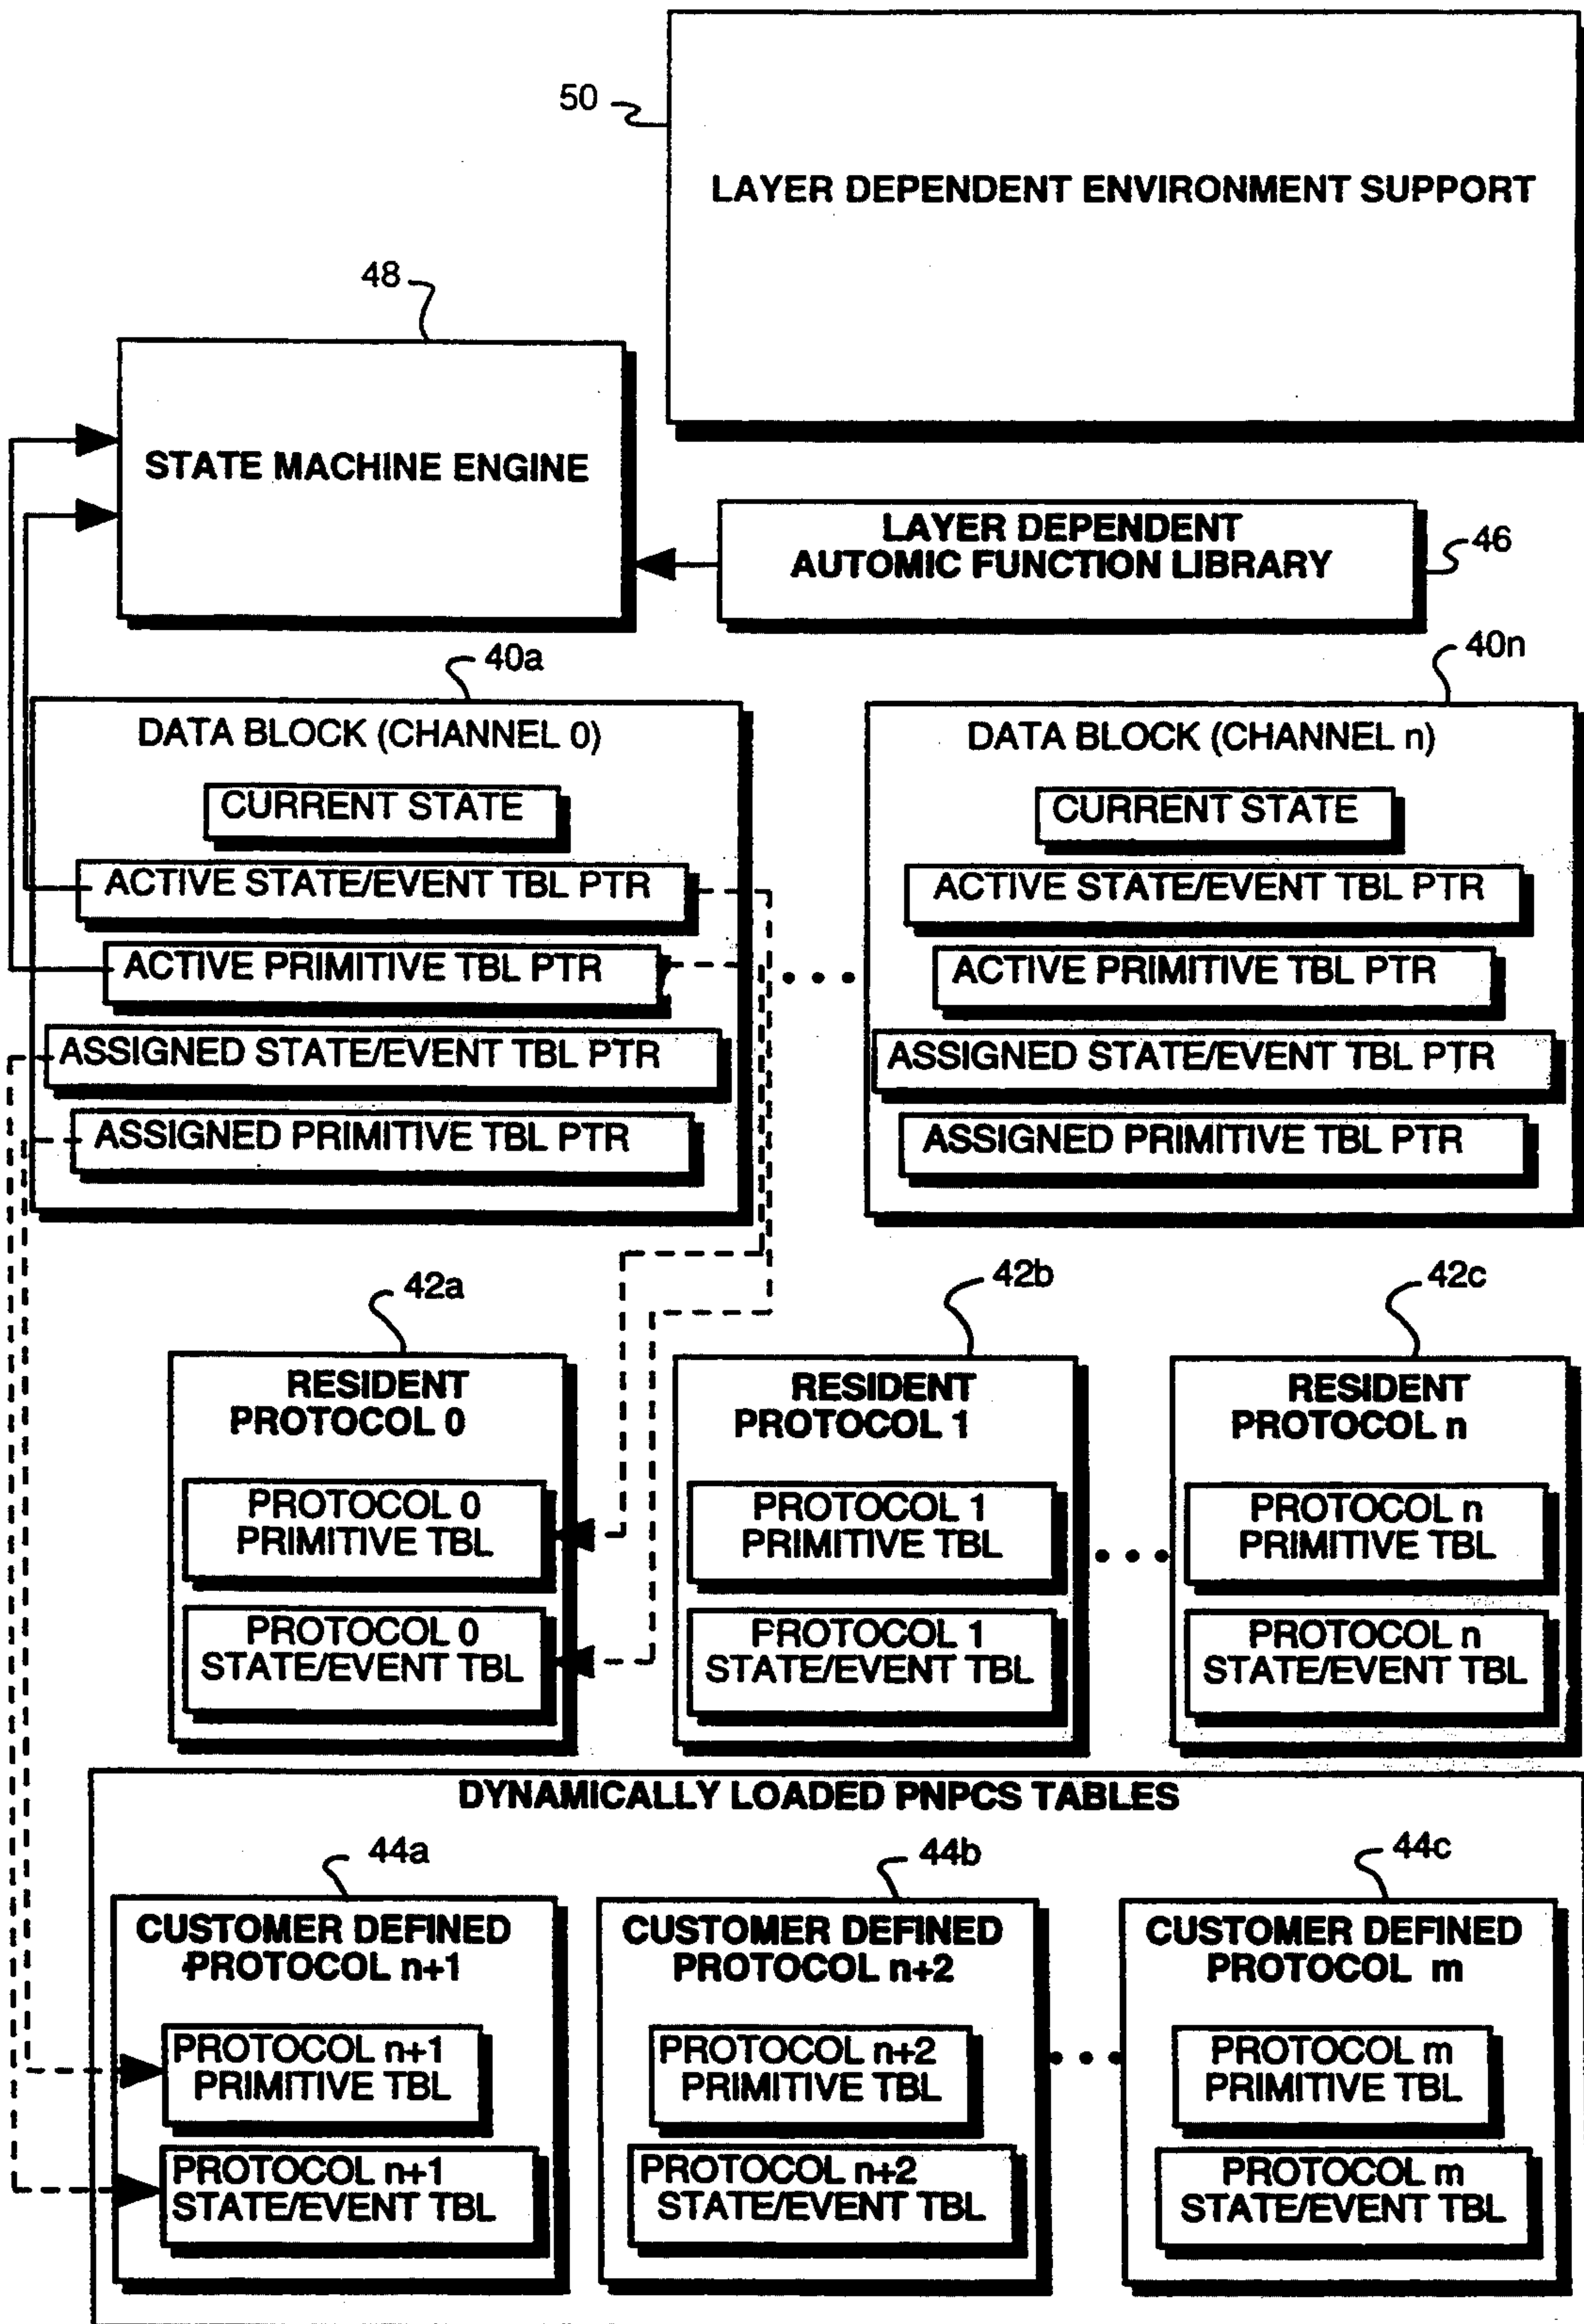 50
LAYER DEPENDENT ENVIRONMENT SUPPORT
48
STATE MACHINE ENGINE
LAYER DEPENDENT
AUTOMIC FUNCTION LIBRARY
46
40a
DATA BLOCK (CHANNEL 0)
CURRENT STATE
ACTIVE STATE/EVENT TBL PTR
ACTIVE PRIMITIVE TBL PTR
ASSIGNED STATE/EVENT TBL PTR
ASSIGNED PRIMITIVE TBL PTR
40n
DATA BLOCK (CHANNEL n)
CURRENT STATE
ACTIVE STATE/EVENT TBL PTR
ACTIVE PRIMITIVE TBL PTR
ASSIGNED STATE/EVENT TBL PTR
ASSIGNED PRIMITIVE TBL PTR
42a
RESIDENT
PROTOCOL 0
PROTOCOL 0
PRIMITIVE TBL
PROTOCOL 0
STATE/EVENT TBL
42b
RESIDENT
PROTOCOL 1
PROTOCOL 1
PRIMITIVE TBL
PROTOCOL 1
STATE/EVENT TBL
42c
RESIDENT
PROTOCOL n
PROTOCOL n
PRIMITIVE TBL
PROTOCOL n
STATE/EVENT TBL
DYNAMICALLY LOADED PNPCS TABLES
44a
CUSTOMER DEFINED
PROTOCOL n+1
PROTOCOL n+1
PRIMITIVE TBL
PROTOCOL n+1
STATE/EVENT TBL
44b
CUSTOMER DEFINED
PROTOCOL n+2
PROTOCOL n+2
PRIMITIVE TBL
PROTOCOL n+2
STATE/EVENT TBL
44c
CUSTOMER DEFINED
PROTOCOL m
PROTOCOL m
PRIMITIVE TBL
PROTOCOL m
STATE/EVENT TBL